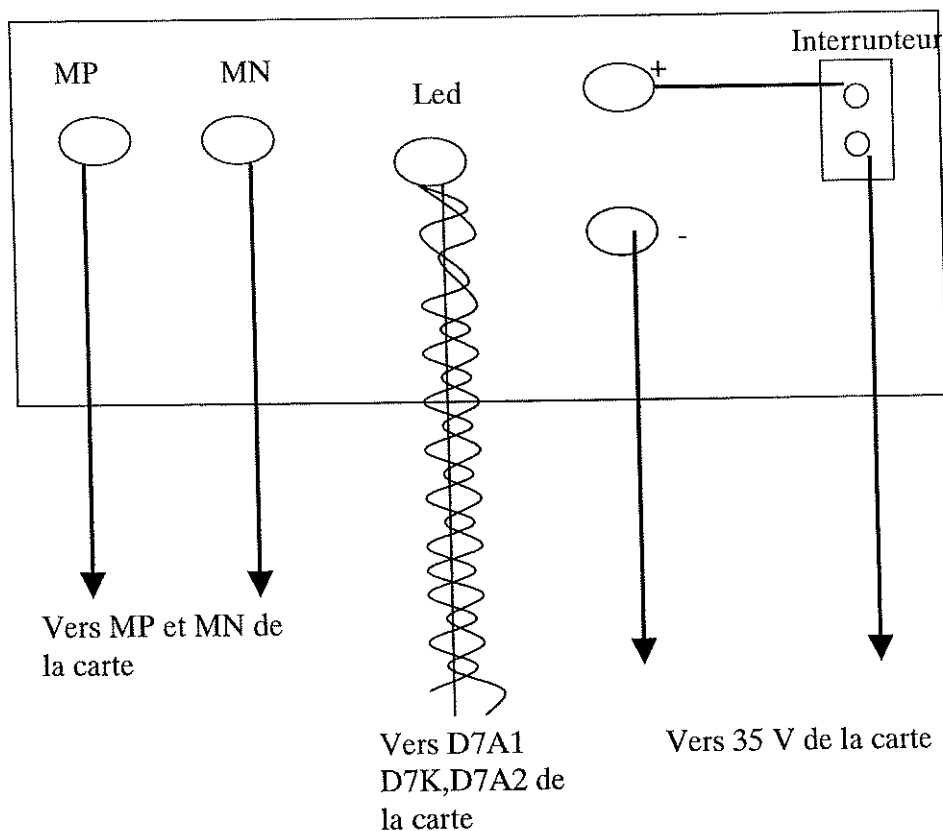 Interrupteur
MP
MN
Led
+
-
Vers MP et MN de
la carte
Vers D7A1
D7K,D7A2 de
la carte
Vers 35 V de la carte